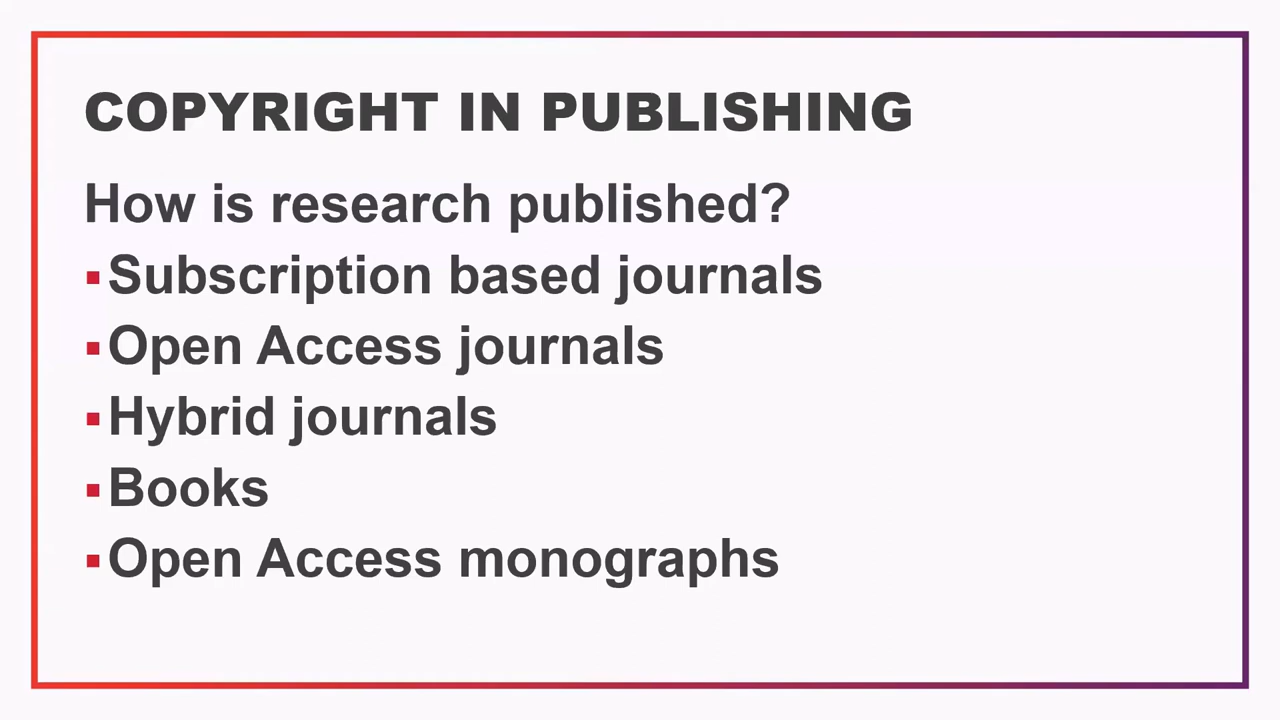 COPYRIGHT IN PUBLISHING
How is research published?
▪Subscription based journals
▪Open Access journals
▪Hybrid journals
▪Books
▪Open Access monographs